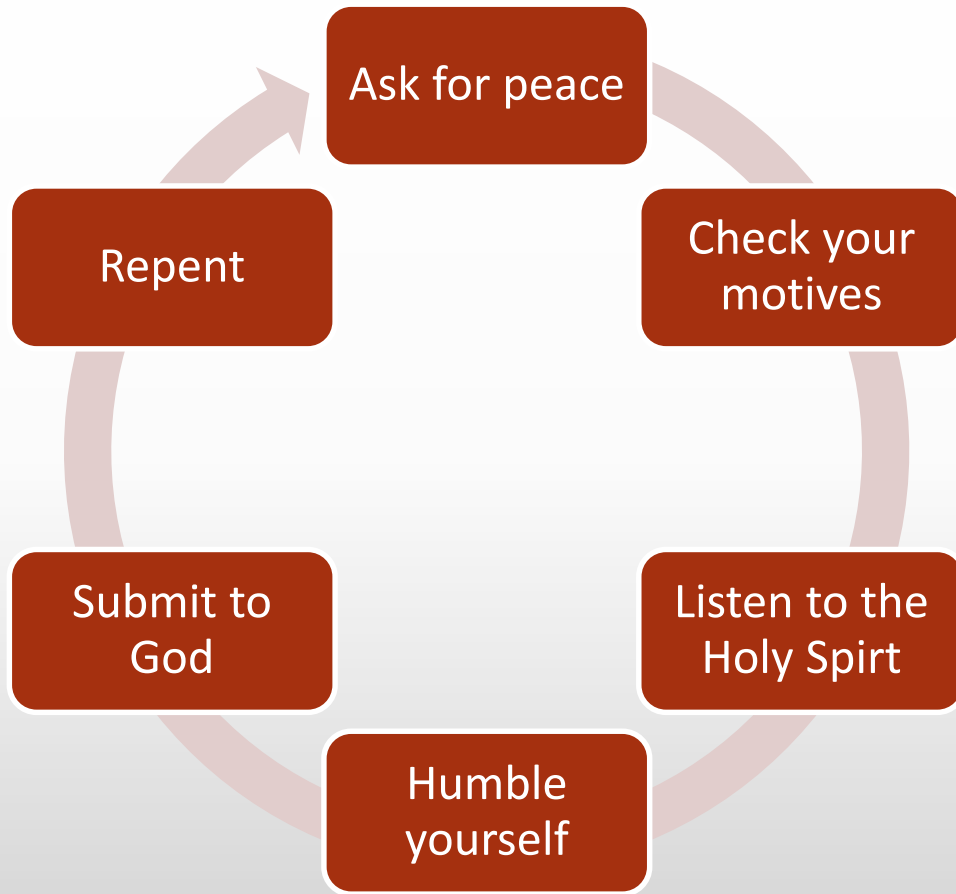 Ask for peace
Check your
motives
Listen to the
Holy Spirt
Humble
yourself
Submit to
God
Repent